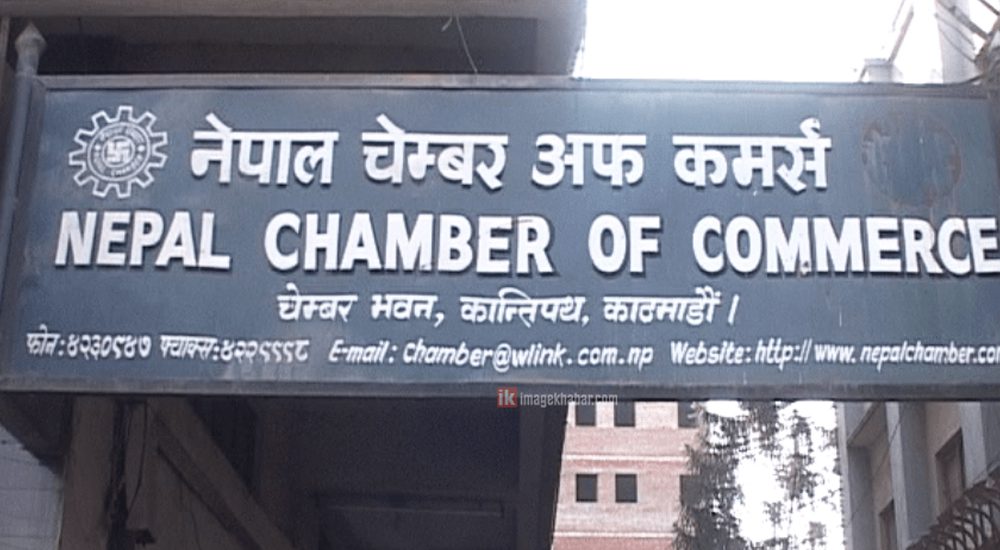 नेपाल चेम्बर अफ कमर्स
NEPAL CHAMBER OF COMMERCE
चेम्बर भवन, कान्तिपथ, काठमाडौं ।
फोन:४२३०९४७ फ्याक्स:४२२९९९८ E-mail: chamber@wlink.com.np Website: http://www.nepalchamber.com
ik imagekhabar.com